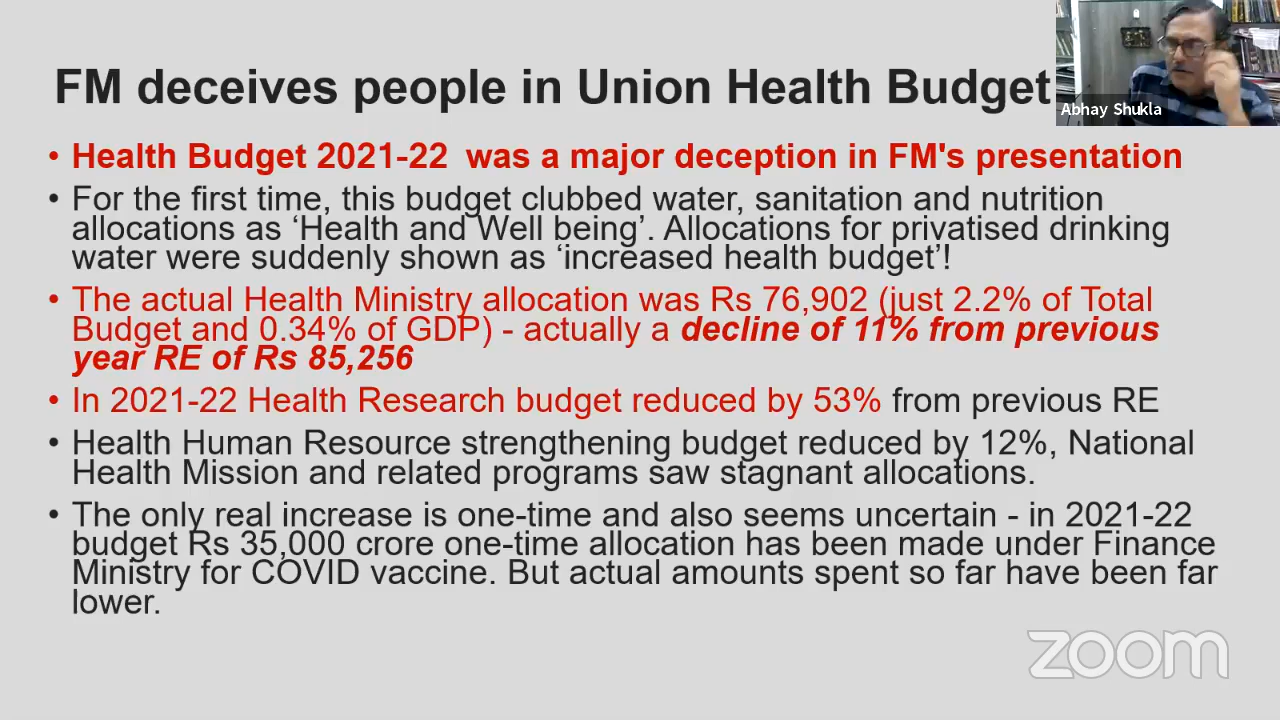 FM deceives people in Union Health Budget
Abhay Shukla
• Health Budget 2021-22 was a major deception in FM's presentation
• For the first time, this budget clubbed water, sanitation and nutrition
allocations as ‘Health and Well being’. Allocations for privatised drinking
water were suddenly shown as ‘increased health budget’!
• The actual Health Ministry allocation was Rs 76,902 (just 2.2% of Total
Budget and 0.34% of GDP) - actually a decline of 11% from previous
year RE of Rs 85,256
• In 2021-22 Health Research budget reduced by 53% from previous RE
• Health Human Resource strengthening budget reduced by 12%, National
Health Mission and related programs saw stagnant allocations.
• The only real increase is one-time and also seems uncertain - in 2021-22
budget Rs 35,000 crore one-time allocation has been made under Finance
Ministry for COVID vaccine. But actual amounts spent so far have been far
lower.
zoom